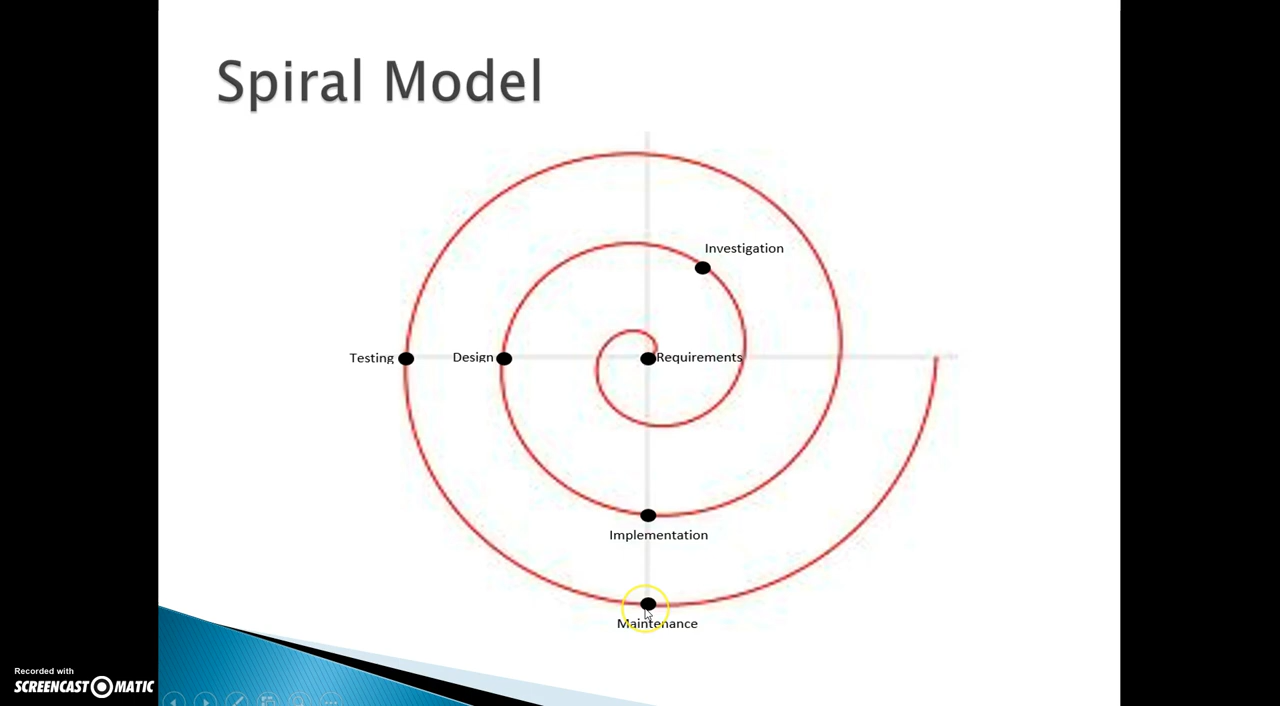 Spiral Model
Investigation
Testing
Design
Requirements
Implementation
Maintenance
Recorded with
SCREENCAST MATIC